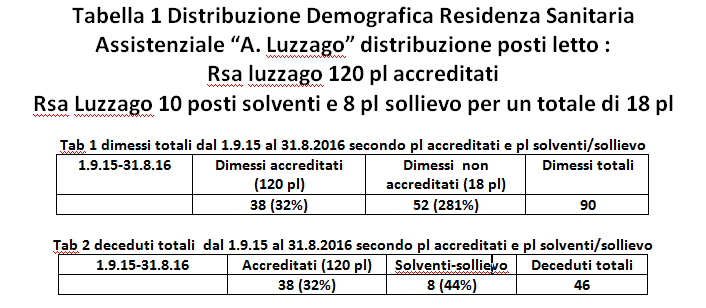 Tabella 1 Distribuzione Demografica Residenza Sanitaria
Assistenziale “A. Luzzago” distribuzione posti letto :
Rsa luzzago 120 pl accreditati
Rsa Luzzago 10 posti solventi e 8 pl sollievo per un totale di 18 pl
Tab 1 dimessi totali dal 1.9.15 al 31.8.2016 secondo pl accreditati e pl solventi/sollievo
1.9.15-31.8.16 Dimessi accreditati Dimessi non Dimessi totali
(120 pl) accreditati (18 pl)
38 (32%) 52 (281%) 90
Tab 2 deceduti totali dal 1.9.15 al 31.8.2016 secondo pl accreditati e pl solventi/sollievo
1.9.15-31.8.16 Accreditati (120 pl) Solventi-sollievo Deceduti totali
38 (32%) 8 (44%) 46